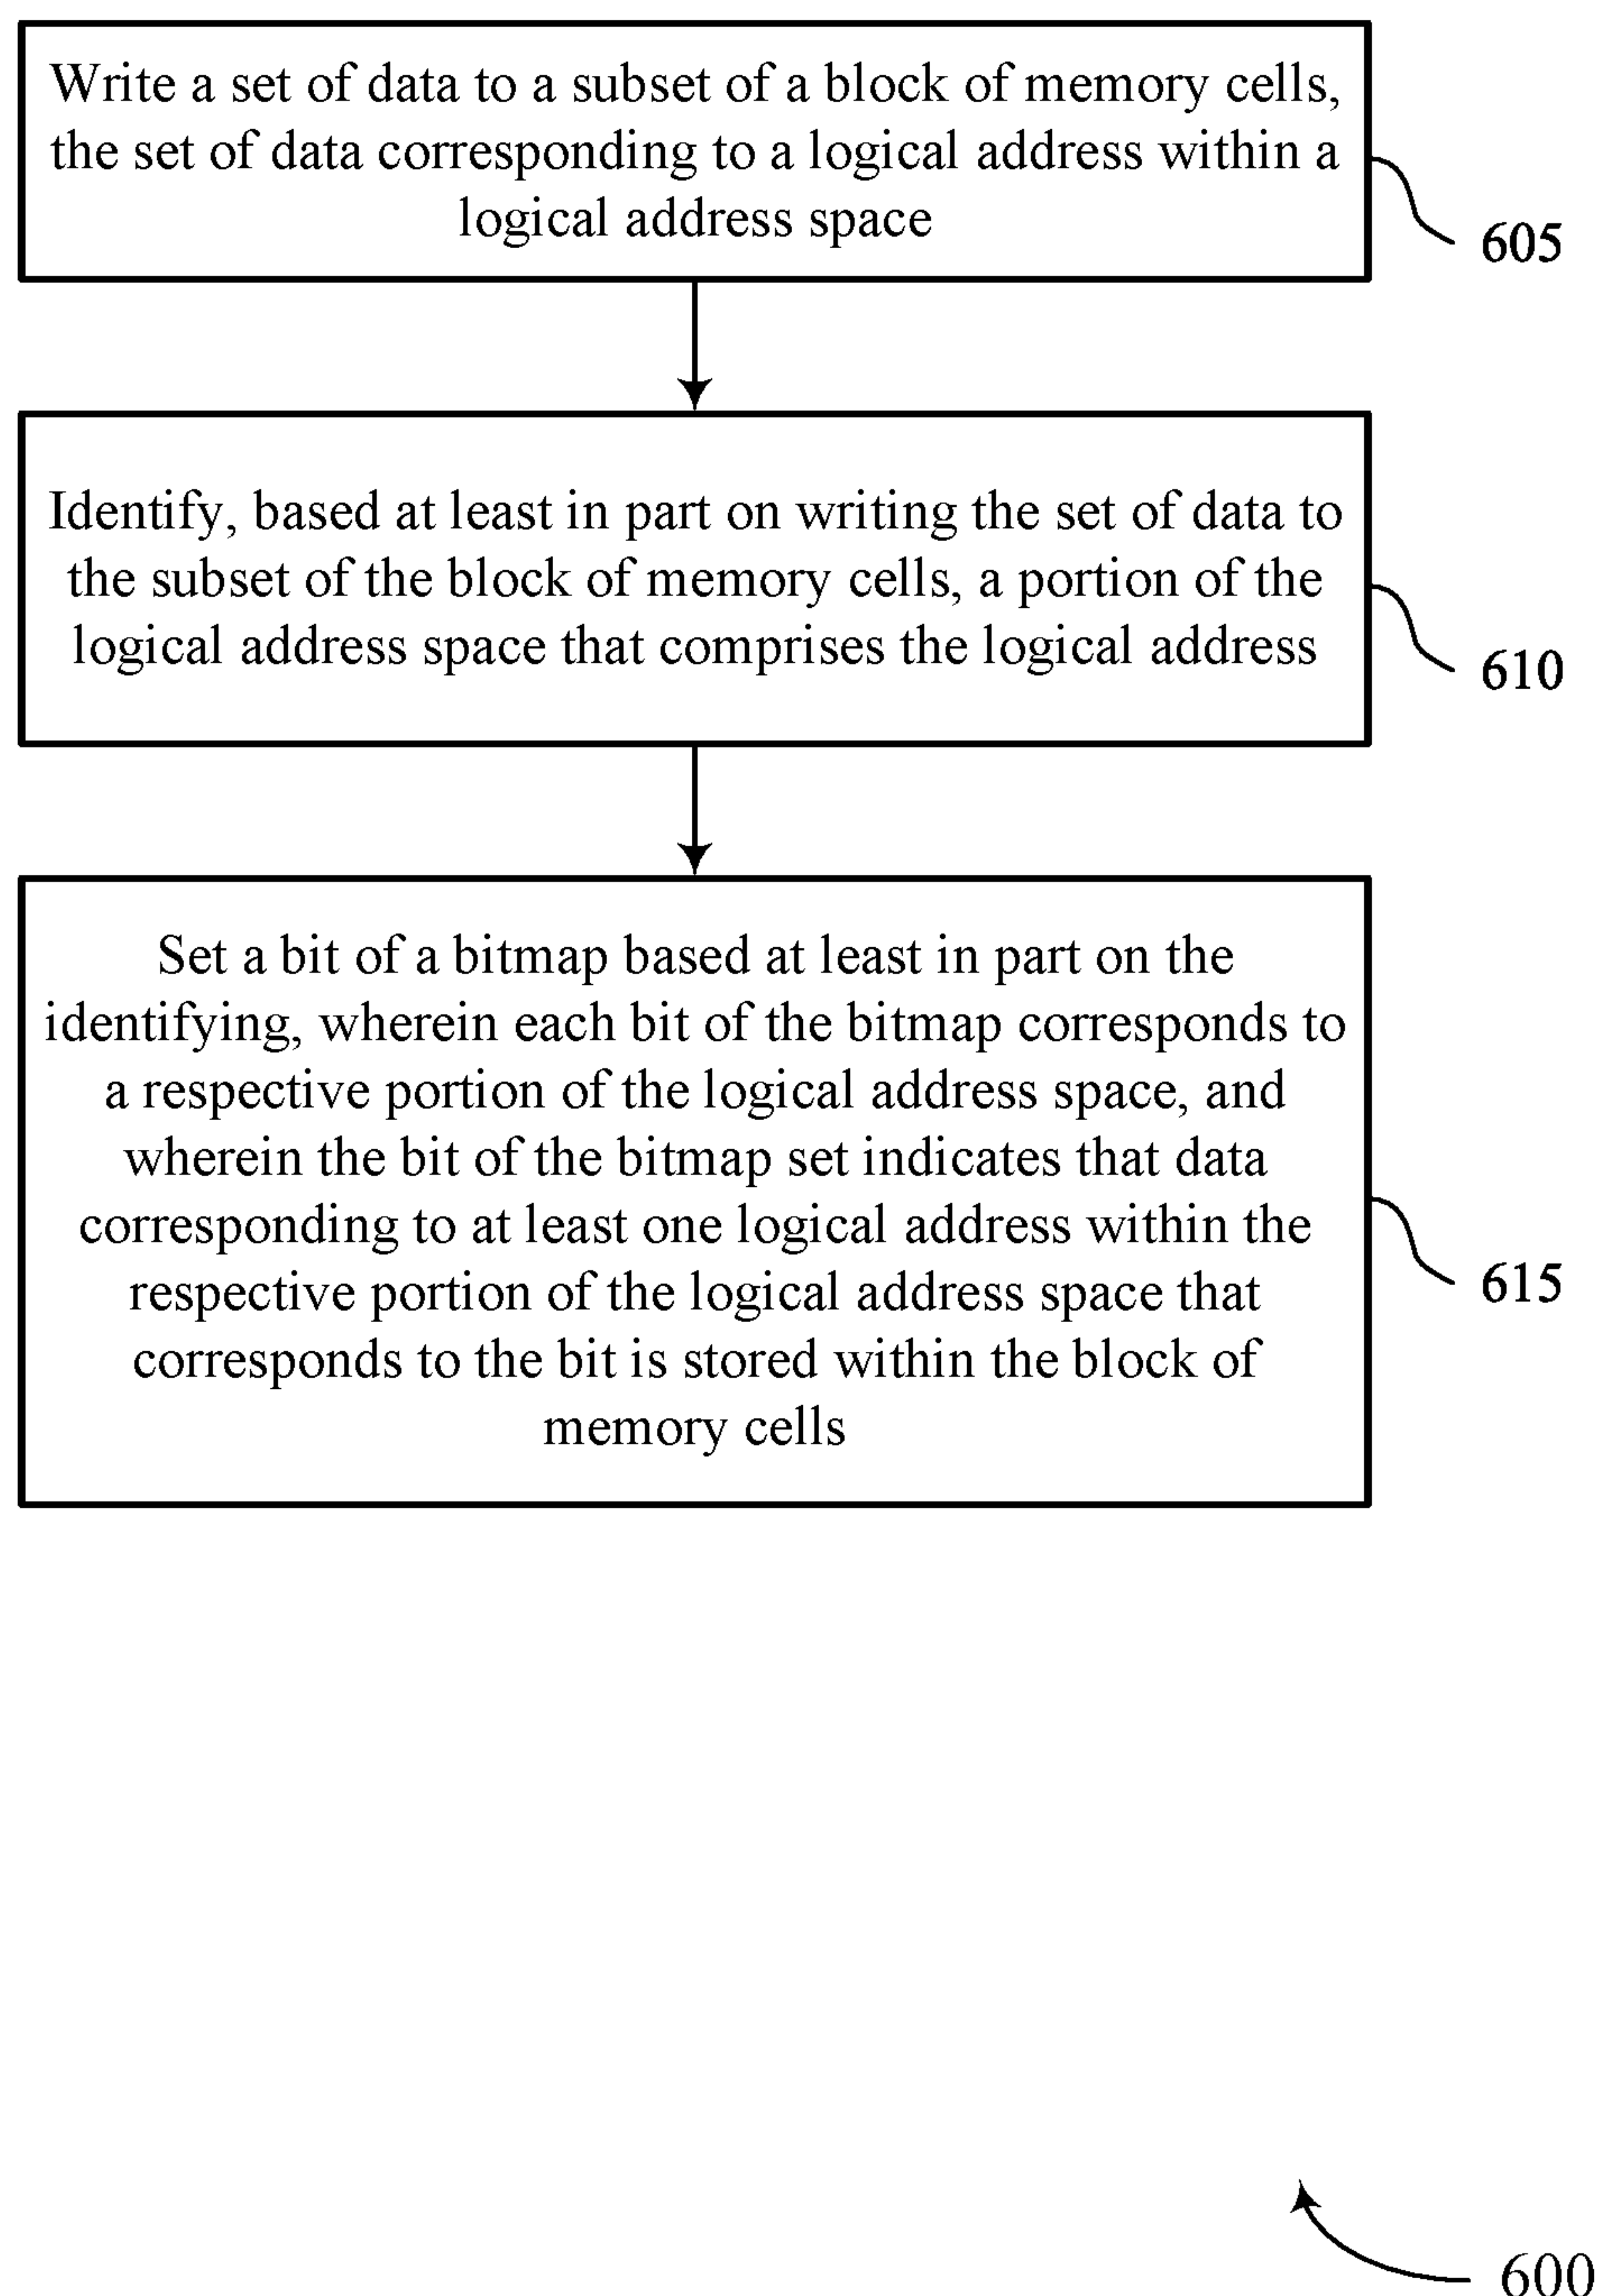 Write a set of data to a subset of a block of memory cells,
the set of data corresponding to a logical address within a
logical address space
605
Identify, based at least in part on writing the set of data to
the subset of the block of memory cells, a portion of the
logical address space that comprises the logical address
610
Set a bit of a bitmap based at least in part on the
identifying, wherein each bit of the bitmap corresponds to
a respective portion of the logical address space, and
wherein the bit of the bitmap set indicates that data
corresponding to at least one logical address within the
respective portion of the logical address space that
corresponds to the bit is stored within the block of
memory cells
615
600